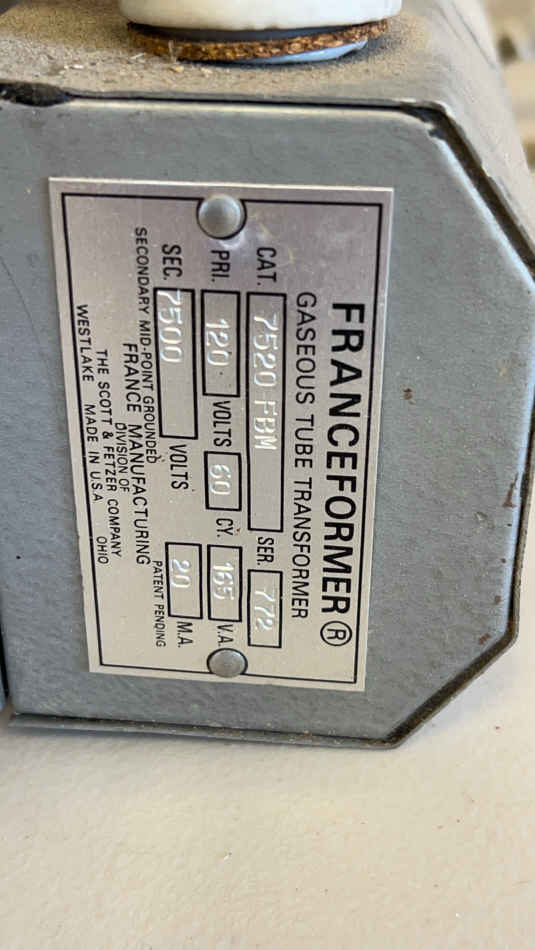 FRANCEFORMER®
GASEOUS TUBE TRANSFORMER
CAT. 7520 FBM SER. 772
PRI. 120 VOLTS 60 CY. 165 V.A.
SEC. 7500 VOLTS 20 M.A.
SECONDARY MID-POINT GROUNDED PATENT PENDING
FRANCE MANUFACTURING
DIVISION OF
THE SCOTT & FETZER COMPANY
WESTLAKE MADE IN U.S.A OHIO